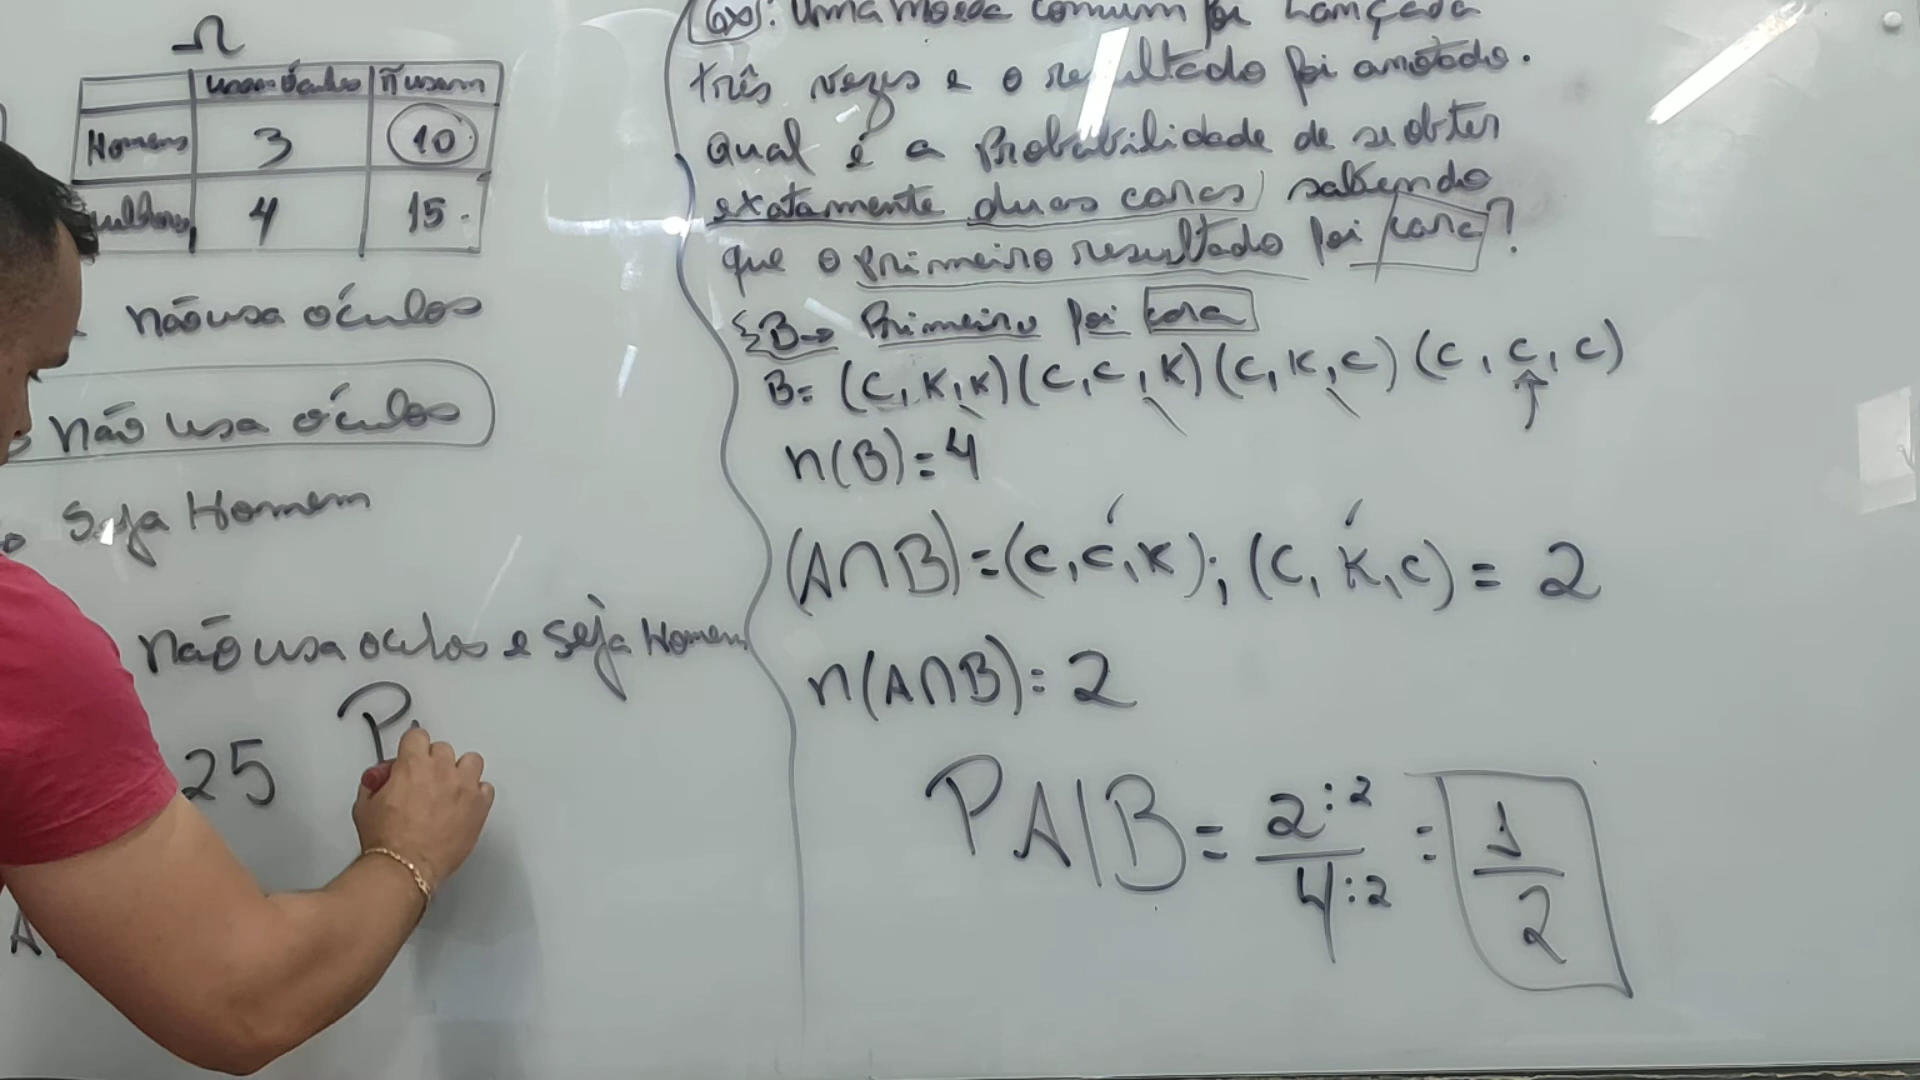 Ω
usam óculos ñ usam
Homens 3 10
4 15
não usa óculos
não usa óculos
Seja Homem
não usa oculos e seja Homem
25 P
A
Ex: Uma moeda comum foi lançada
três vezes e o resultado foi anotado.
Qual é a Probabilidade de se obter
exatamente duas caras sabendo
que o primeiro resultado foi cara?
B→ Primeiro foi cara
B= (C, K, K) (C, C, K) (C, K, C) (C, C, C)
n(B)= 4
(A∩B)=(C, C, K); (C, K, C) = 2
n(A∩B)= 2
PA|B = 2:2 / 4:2 = 1/2